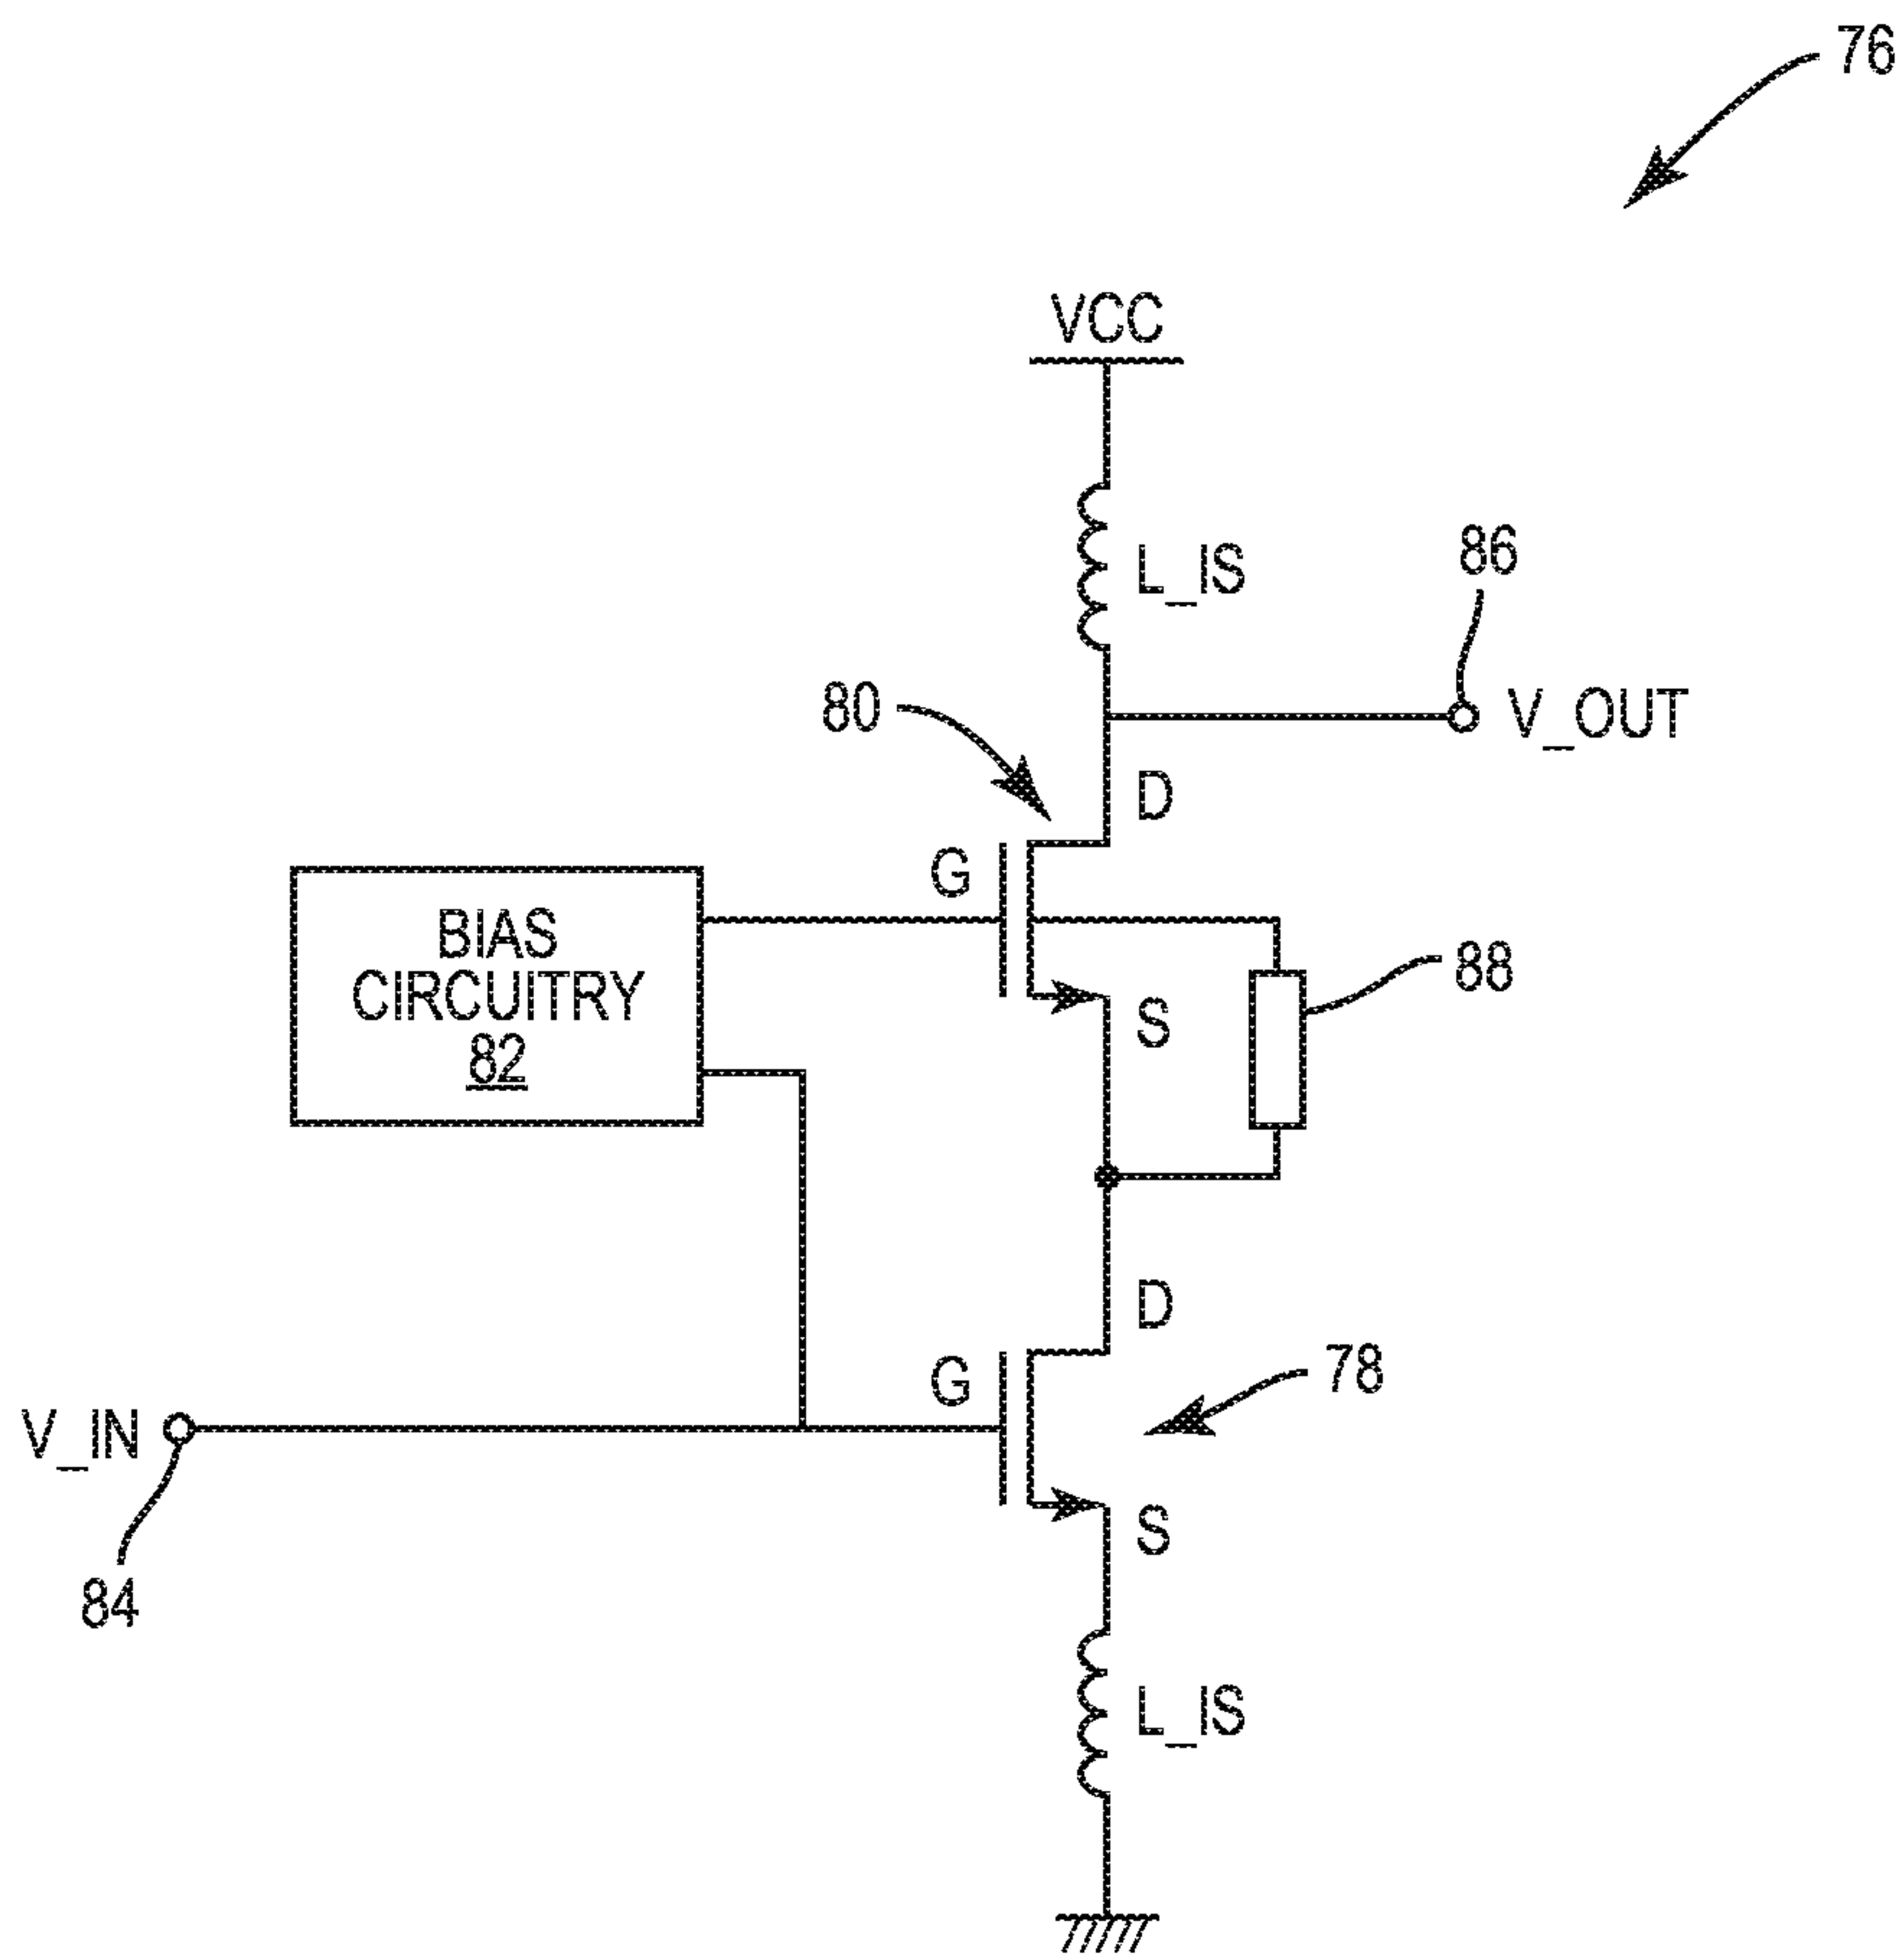 76
VCC
L_IS
86
80
V_OUT
D
G
BIAS
CIRCUITRY
82
S
88
D
G
78
V_IN
S
84
L_IS